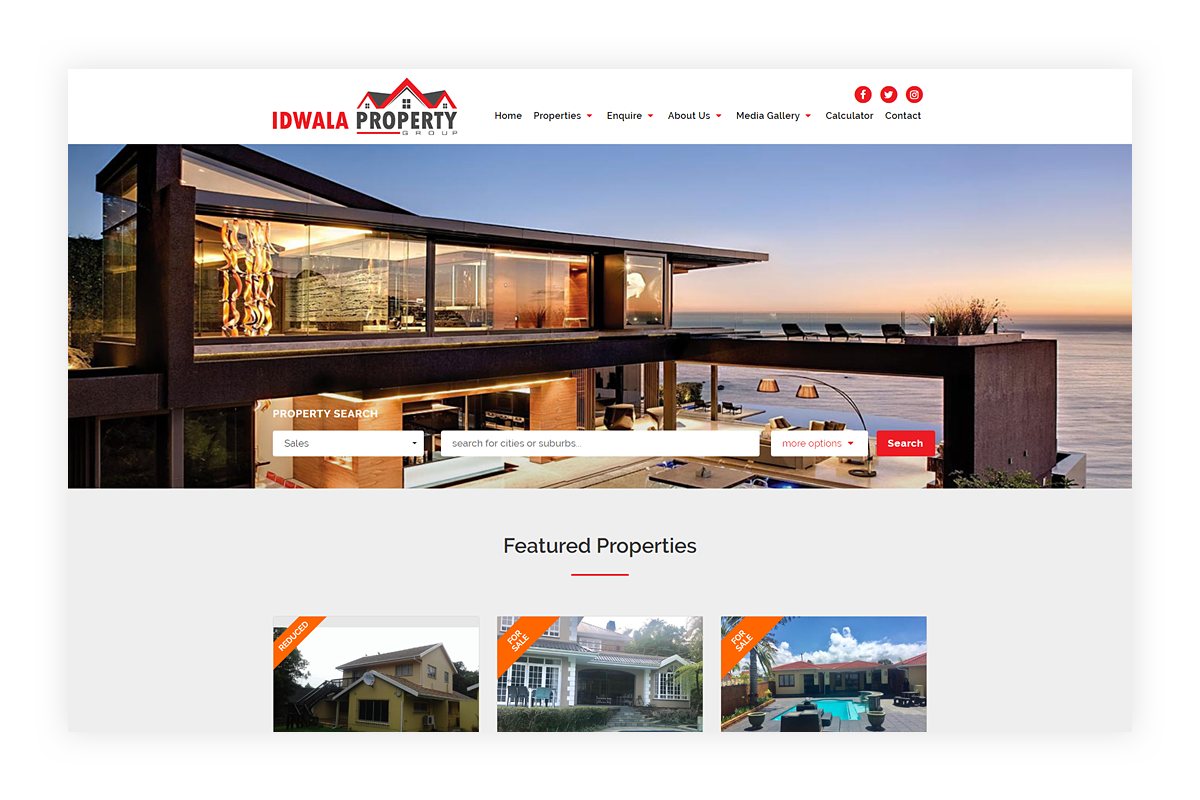 IDWALA PROPERTY
GROUP
Home Properties Enquire About Us Media Gallery Calculator Contact
PROPERTY SEARCH
Sales
search for cities or suburbs...
more options
Search
Featured Properties
REDUCED
FOR
SALE
FOR
SALE